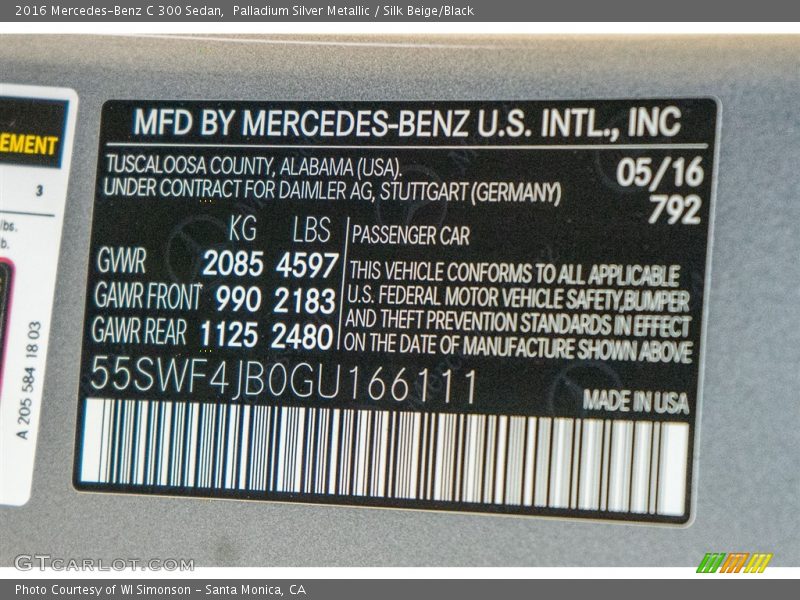 2016 Mercedes-Benz C 300 Sedan,  Palladium Silver Metallic / Silk Beige/Black
EMENT
3
lbs.
b.
A 205 584 18 03
MFD BY MERCEDES-BENZ U.S. INTL., INC
TUSCALOOSA COUNTY, ALABAMA (USA).
UNDER CONTRACT FOR DAIMLER AG, STUTTGART (GERMANY)
05/16
792
KG LBS
GVWR 2085 4597
GAWR FRONT 990 2183
GAWR REAR 1125 2480
PASSENGER CAR
THIS VEHICLE CONFORMS TO ALL APPLICABLE
U.S. FEDERAL MOTOR VEHICLE SAFETY,BUMPER
AND THEFT PREVENTION STANDARDS IN EFFECT
ON THE DATE OF MANUFACTURE SHOWN ABOVE
55SWF4JB0GU166111
MADE IN USA
GTCARLOT.COM
Photo Courtesy of WI Simonson - Santa Monica, CA